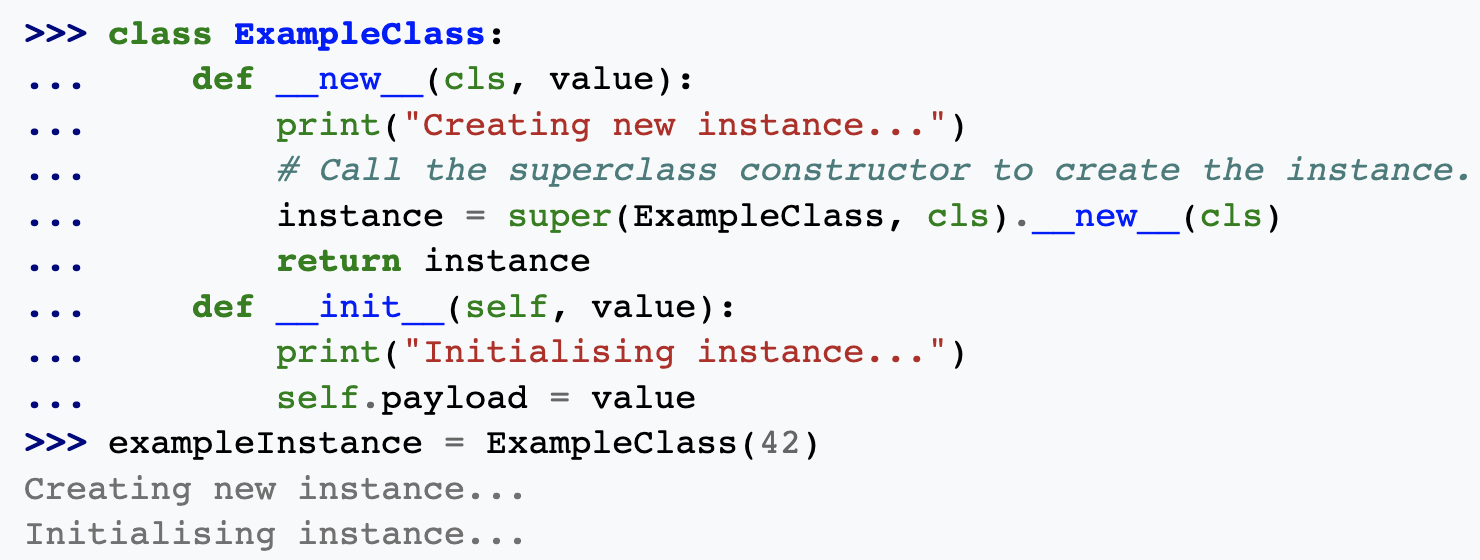 >>> class ExampleClass:
...     def __new__(cls, value):
...         print("Creating new instance...")
...         # Call the superclass constructor to create the instance.
...         instance = super(ExampleClass, cls).__new__(cls)
...         return instance
...     def __init__(self, value):
...         print("Initialising instance...")
...         self.payload = value
>>> exampleInstance = ExampleClass(42)
Creating new instance...
Initialising instance...